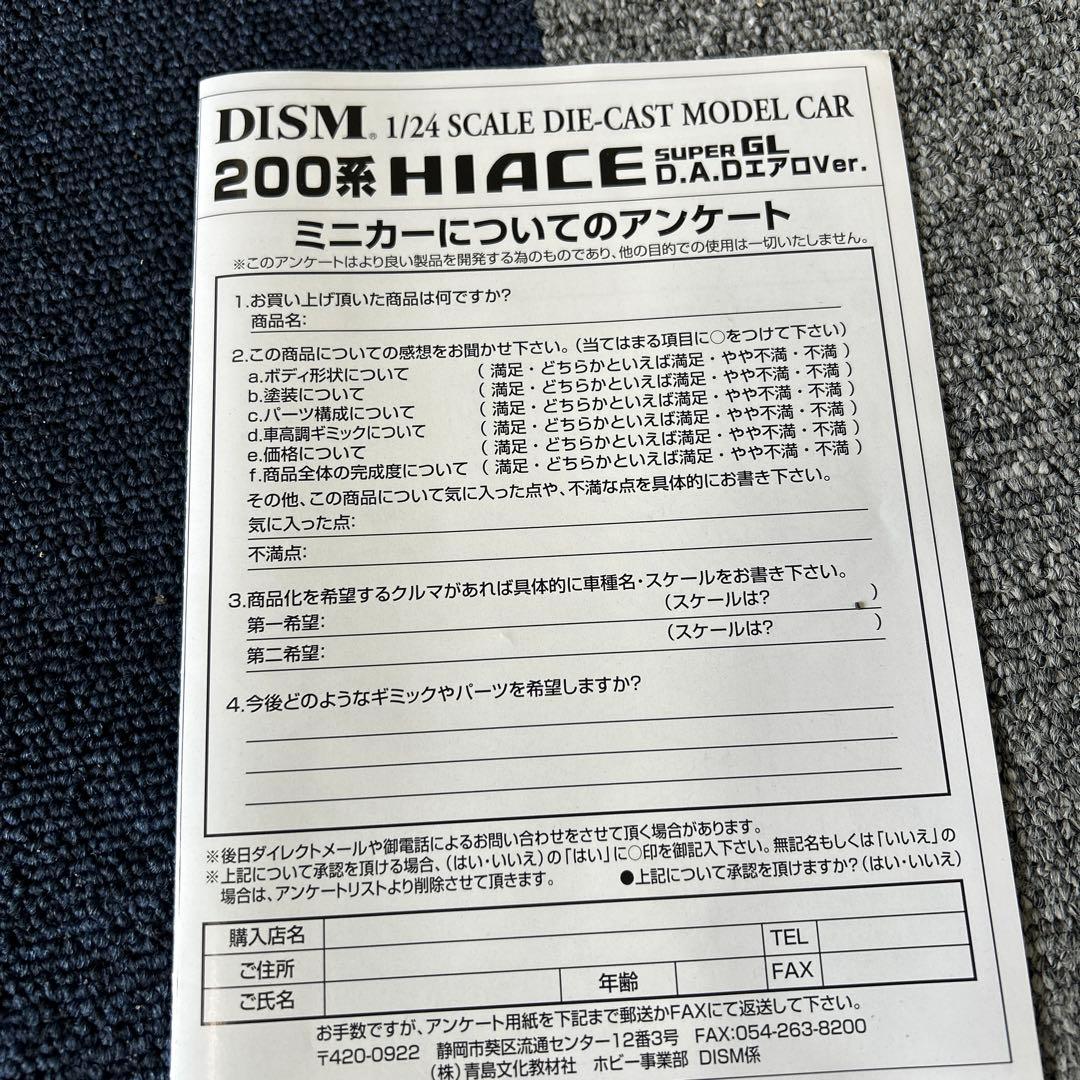 DISM® 1/24 SCALE DIE-CAST MODEL CAR
200系 HIACE SUPER GL D.A.DエアロVer.
ミニカーについてのアンケート
※このアンケートはより良い製品を開発する為のものであり、他の目的での使用は一切いたしません。
1.お買い上げ頂いた商品は何ですか?
商品名:
2.この商品についての感想をお聞かせ下さい。(当てはまる項目に○をつけて下さい)
a.ボディ形状について (満足・どちらかといえば満足・やや不満・不満)
b.塗装について (満足・どちらかといえば満足・やや不満・不満)
c.パーツ構成について (満足・どちらかといえば満足・やや不満・不満)
d.車高調ギミックについて (満足・どちらかといえば満足・やや不満・不満)
e.価格について (満足・どちらかといえば満足・やや不満・不満)
f.商品全体の完成度について (満足・どちらかといえば満足・やや不満・不満)
その他、この商品について気に入った点や、不満な点を具体的にお書き下さい。
気に入った点:
不満点:
3.商品化を希望するクルマがあれば具体的に車種名・スケールをお書き下さい。
第一希望: (スケールは? )
第二希望: (スケールは? )
4.今後どのようなギミックやパーツを希望しますか?
※後日ダイレクトメールや御電話によるお問い合わせをさせて頂く場合があります。
※上記について承認を頂ける場合、(はい・いいえ)の「はい」に○印を御記入下さい。無記名もしくは「いいえ」の
場合は、アンケートリストより削除させて頂きます。 ●上記について承認を頂けますか?(はい・いいえ)
購入店名 TEL
ご住所 FAX
ご氏名 年齢
お手数ですが、アンケート用紙を下記まで郵送かFAXにて返送して下さい。
〒420-0922 静岡市葵区流通センター12番3号 FAX:054-263-8200
(株)青島文化教材社 ホビー事業部 DISM係